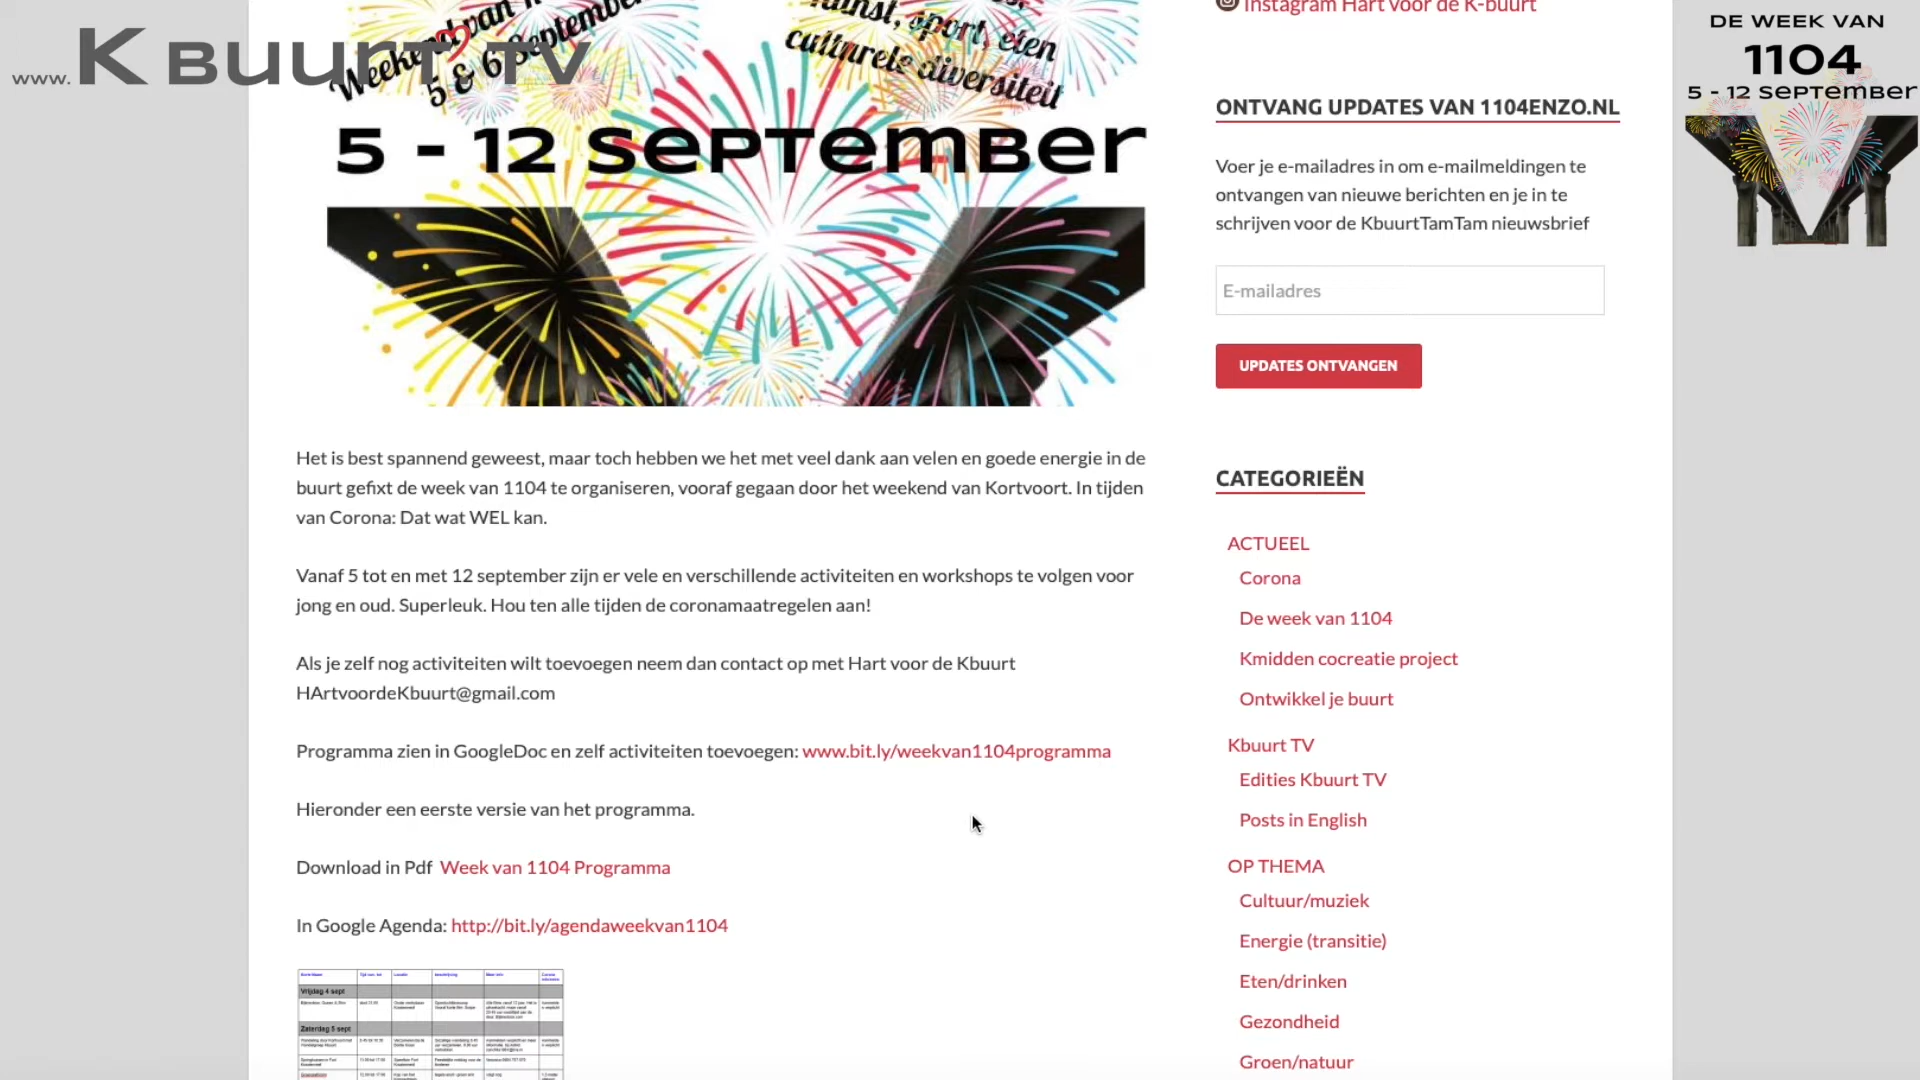 www. K BUURT. TV
Weekend van
5 & 6 September
kunst, sport, eten
culturele diversiteit
5 - 12 SEPTEMBER
Het is best spannend geweest, maar toch hebben we het met veel dank aan velen en goede energie in de
buurt gefixt de week van 1104 te organiseren, vooraf gegaan door het weekend van Kortvoort. In tijden
van Corona: Dat wat WEL kan.
Vanaf 5 tot en met 12 september zijn er vele en verschillende activiteiten en workshops te volgen voor
jong en oud. Superleuk. Hou ten alle tijden de coronamaatregelen aan!
Als je zelf nog activiteiten wilt toevoegen neem dan contact op met Hart voor de Kbuurt
HArtvoordeKbuurt@gmail.com
Programma zien in GoogleDoc en zelf activiteiten toevoegen: www.bit.ly/weekvan1104programma
Hieronder een eerste versie van het programma.
Download in Pdf Week van 1104 Programma
In Google Agenda: http://bit.ly/agendaweekvan1104
Vrijdag 4 sept
Zaterdag 5 sept
Instagram Hart voor de K-buurt
ONTVANG UPDATES VAN 1104ENZO.NL
Voer je e-mailadres in om e-mailmeldingen te
ontvangen van nieuwe berichten en je in te
schrijven voor de KbuurtTamTam nieuwsbrief
E-mailadres
UPDATES ONTVANGEN
CATEGORIEËN
ACTUEEL
Corona
De week van 1104
Kmidden cocreatie project
Ontwikkel je buurt
Kbuurt TV
Edities Kbuurt TV
Posts in English
OP THEMA
Cultuur/muziek
Energie (transitie)
Eten/drinken
Gezondheid
Groen/natuur
DE WEEK VAN
1104
5 - 12 SEPTEMBER